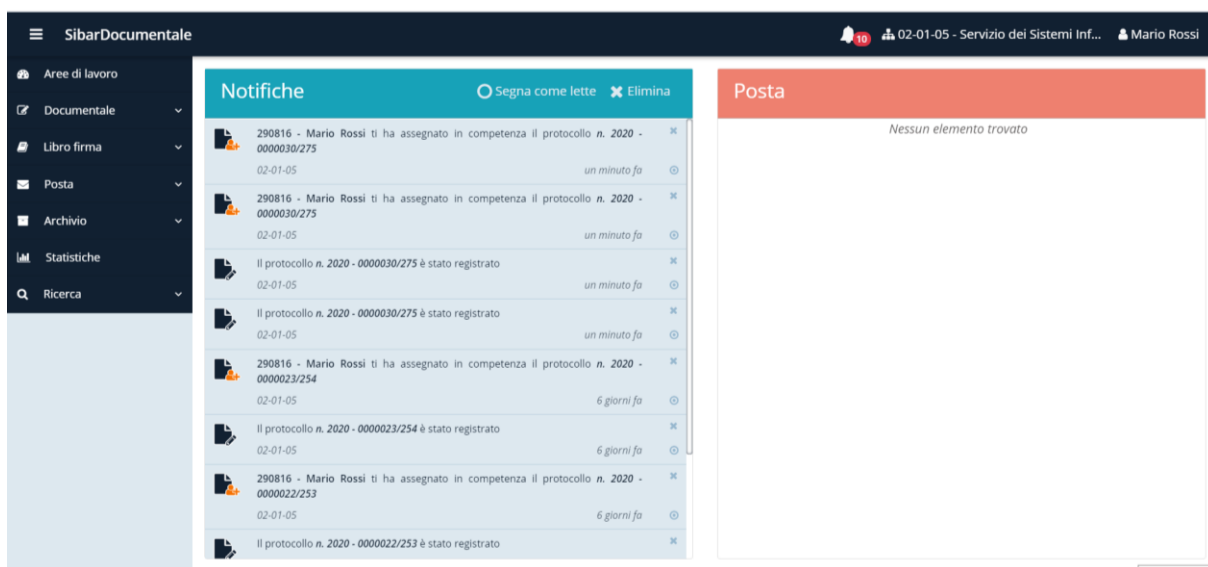 SibarDocumentale
10
02-01-05 - Servizio dei Sistemi Inf...
Mario Rossi
Aree di lavoro
Documentale
Libro firma
Posta
Archivio
Statistiche
Ricerca
Notifiche
Segna come lette
Elimina
290816 - Mario Rossi ti ha assegnato in competenza il protocollo n. 2020 -
0000030/275
02-01-05
un minuto fa
290816 - Mario Rossi ti ha assegnato in competenza il protocollo n. 2020 -
0000030/275
02-01-05
un minuto fa
Il protocollo n. 2020 - 0000030/275 è stato registrato
02-01-05
un minuto fa
Il protocollo n. 2020 - 0000030/275 è stato registrato
02-01-05
un minuto fa
290816 - Mario Rossi ti ha assegnato in competenza il protocollo n. 2020 -
0000023/254
02-01-05
6 giorni fa
Il protocollo n. 2020 - 0000023/254 è stato registrato
02-01-05
6 giorni fa
290816 - Mario Rossi ti ha assegnato in competenza il protocollo n. 2020 -
0000022/253
02-01-05
6 giorni fa
Il protocollo n. 2020 - 0000022/253 è stato registrato
Posta
Nessun elemento trovato